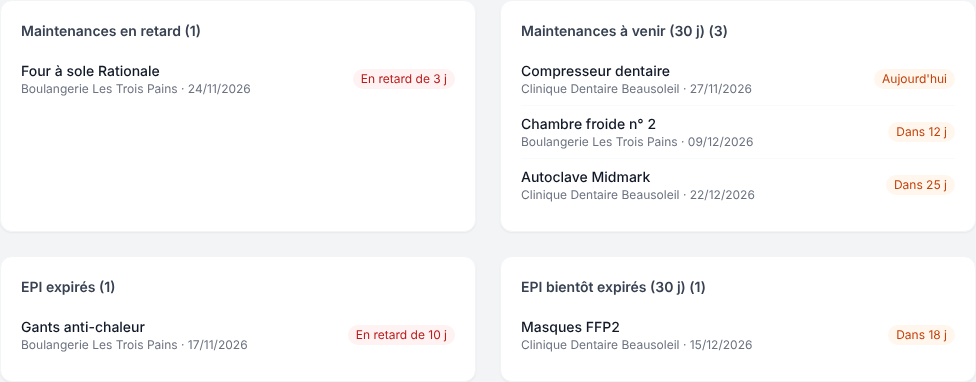 Maintenances en retard (1)
Four à sole Rationale
En retard de 3 j
Boulangerie Les Trois Pains · 24/11/2026
Maintenances à venir (30 j) (3)
Compresseur dentaire
Aujourd'hui
Clinique Dentaire Beausoleil · 27/11/2026
Chambre froide n° 2
Dans 12 j
Boulangerie Les Trois Pains · 09/12/2026
Autoclave Midmark
Dans 25 j
Clinique Dentaire Beausoleil · 22/12/2026
EPI expirés (1)
Gants anti-chaleur
En retard de 10 j
Boulangerie Les Trois Pains · 17/11/2026
EPI bientôt expirés (30 j) (1)
Masques FFP2
Dans 18 j
Clinique Dentaire Beausoleil · 15/12/2026